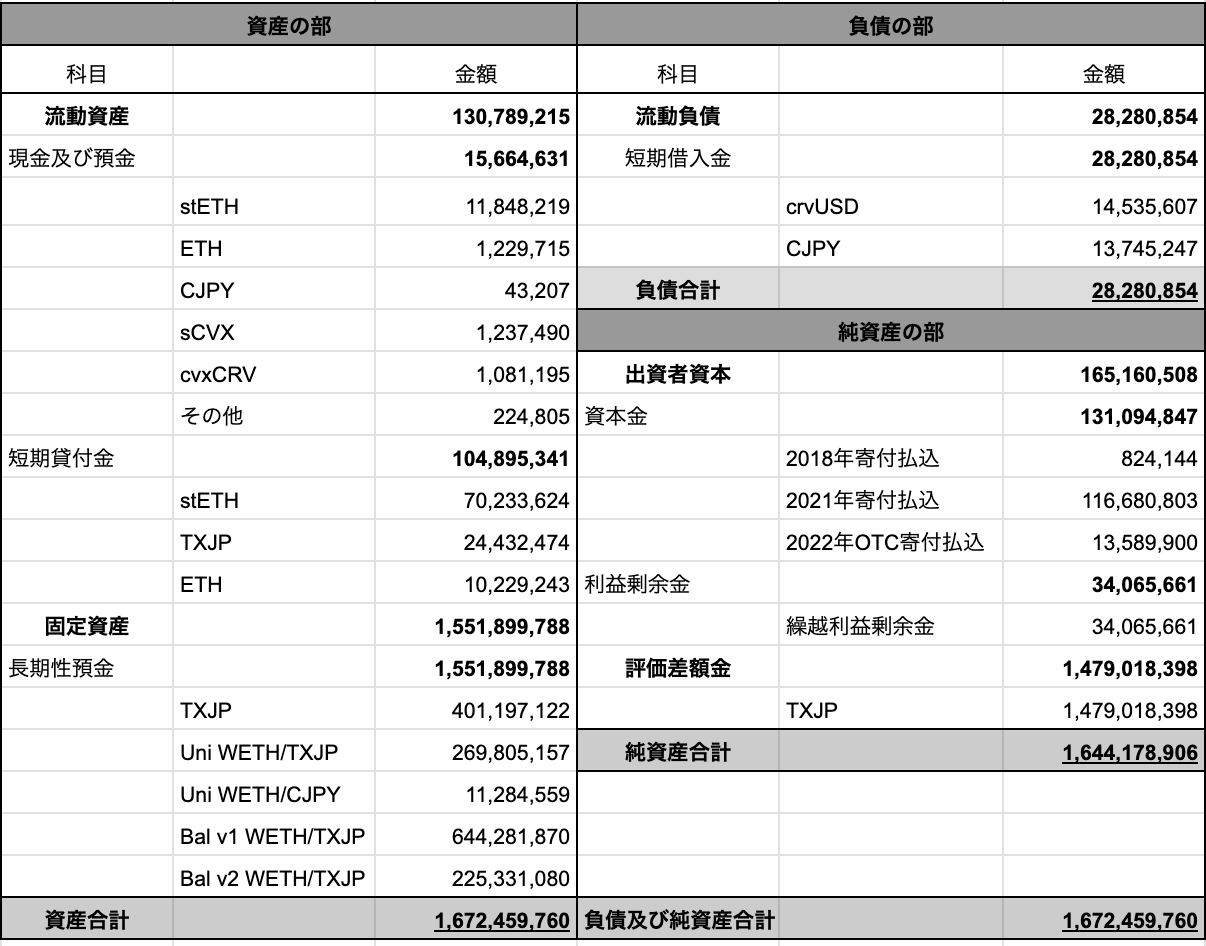 資産の部 負債の部
科目 金額 科目 金額
流動資産 130,789,215 流動負債 28,280,854
現金及び預金 15,664,631 短期借入金 28,280,854
stETH 11,848,219 crvUSD 14,535,607
ETH 1,229,715 CJPY 13,745,247
CJPY 43,207 負債合計 28,280,854
sCVX 1,237,490 純資産の部
cvxCRV 1,081,195 出資者資本 165,160,508
その他 224,805 資本金 131,094,847
短期貸付金 104,895,341 2018年寄付払込 824,144
stETH 70,233,624 2021年寄付払込 116,680,803
TXJP 24,432,474 2022年OTC寄付払込 13,589,900
ETH 10,229,243 利益剰余金 34,065,661
固定資産 1,551,899,788 繰越利益剰余金 34,065,661
長期性預金 1,551,899,788 評価差額金 1,479,018,398
TXJP 401,197,122 TXJP 1,479,018,398
Uni WETH/TXJP 269,805,157 純資産合計 1,644,178,906
Uni WETH/CJPY 11,284,559
Bal v1 WETH/TXJP 644,281,870
Bal v2 WETH/TXJP 225,331,080
資産合計 1,672,459,760 負債及び純資産合計 1,672,459,760